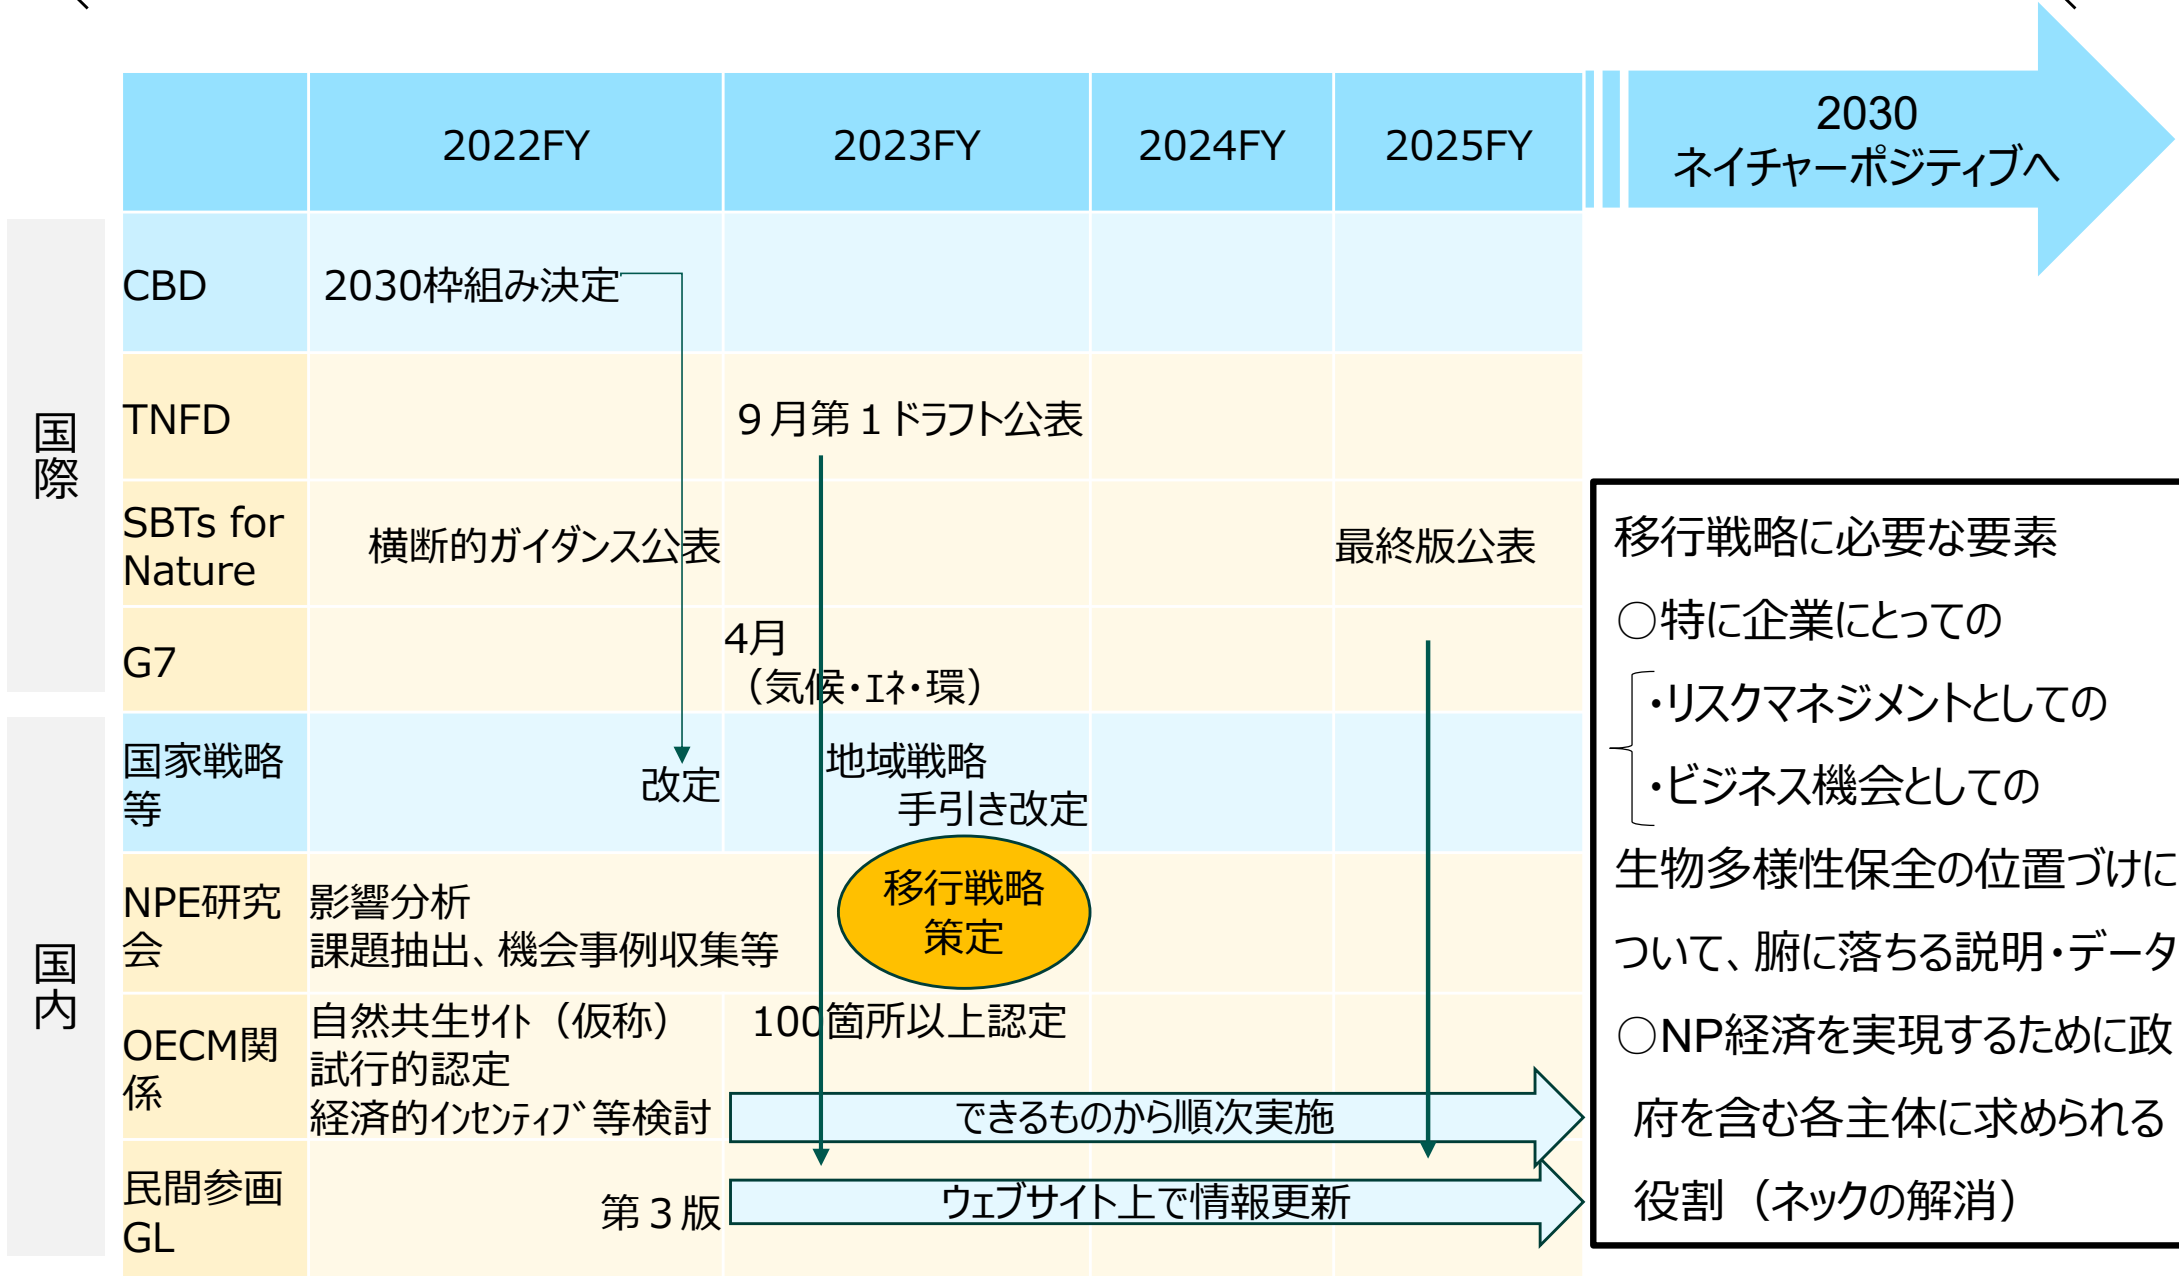 2022FY
2023FY
2024FY
2025FY
2030
ネイチャーポジティブへ
国際
CBD
2030枠組み決定
TNFD
９月第１ドラフト公表
SBTs for
Nature
横断的ガイダンス公表
最終版公表
G7
4月
（気候・ｴﾈ・環）
国内
国家戦略
等
改定
地域戦略
手引き改定
NPE研究
会
影響分析
課題抽出、機会事例収集等
移行戦略
策定
OECM関
係
自然共生ｻｲﾄ（仮称）
試行的認定
経済的ｲﾝｾﾝﾃｨﾌﾞ等検討
100箇所以上認定
できるものから順次実施
民間参画
GL
第３版
ウェブサイト上で情報更新
移行戦略に必要な要素
○特に企業にとっての
・リスクマネジメントとしての
・ビジネス機会としての
生物多様性保全の位置づけに
ついて、腑に落ちる説明・データ
○NP経済を実現するために政
府を含む各主体に求められる
役割（ネックの解消）